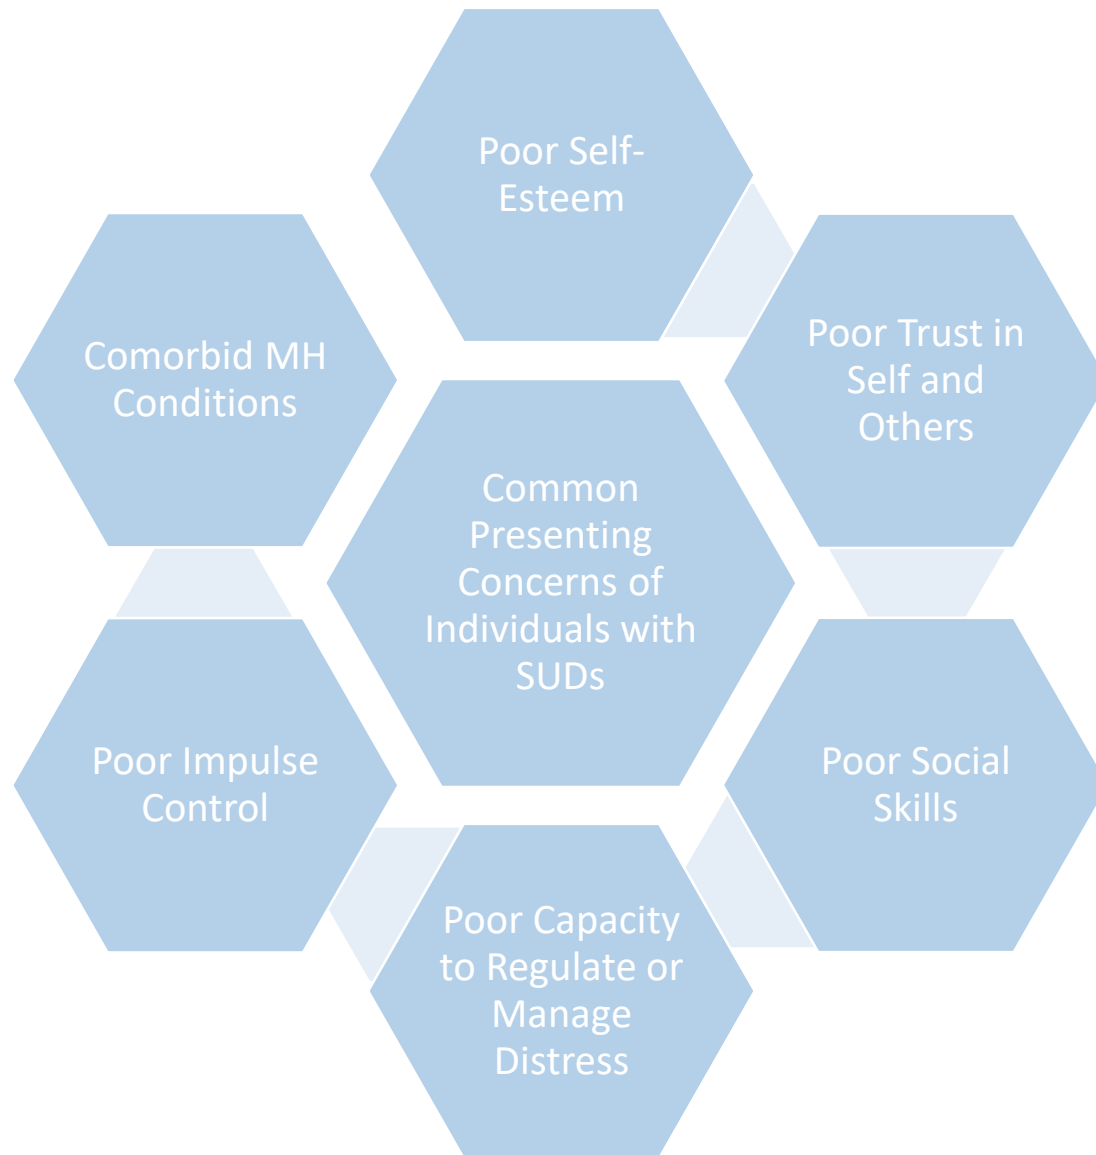 Poor Self-
Esteem
Poor Trust in
Self and
Others
Poor Social
Skills
Poor Capacity
to Regulate or
Manage
Distress
Poor Impulse
Control
Comorbid MH
Conditions
Common
Presenting
Concerns of
Individuals with
SUDs